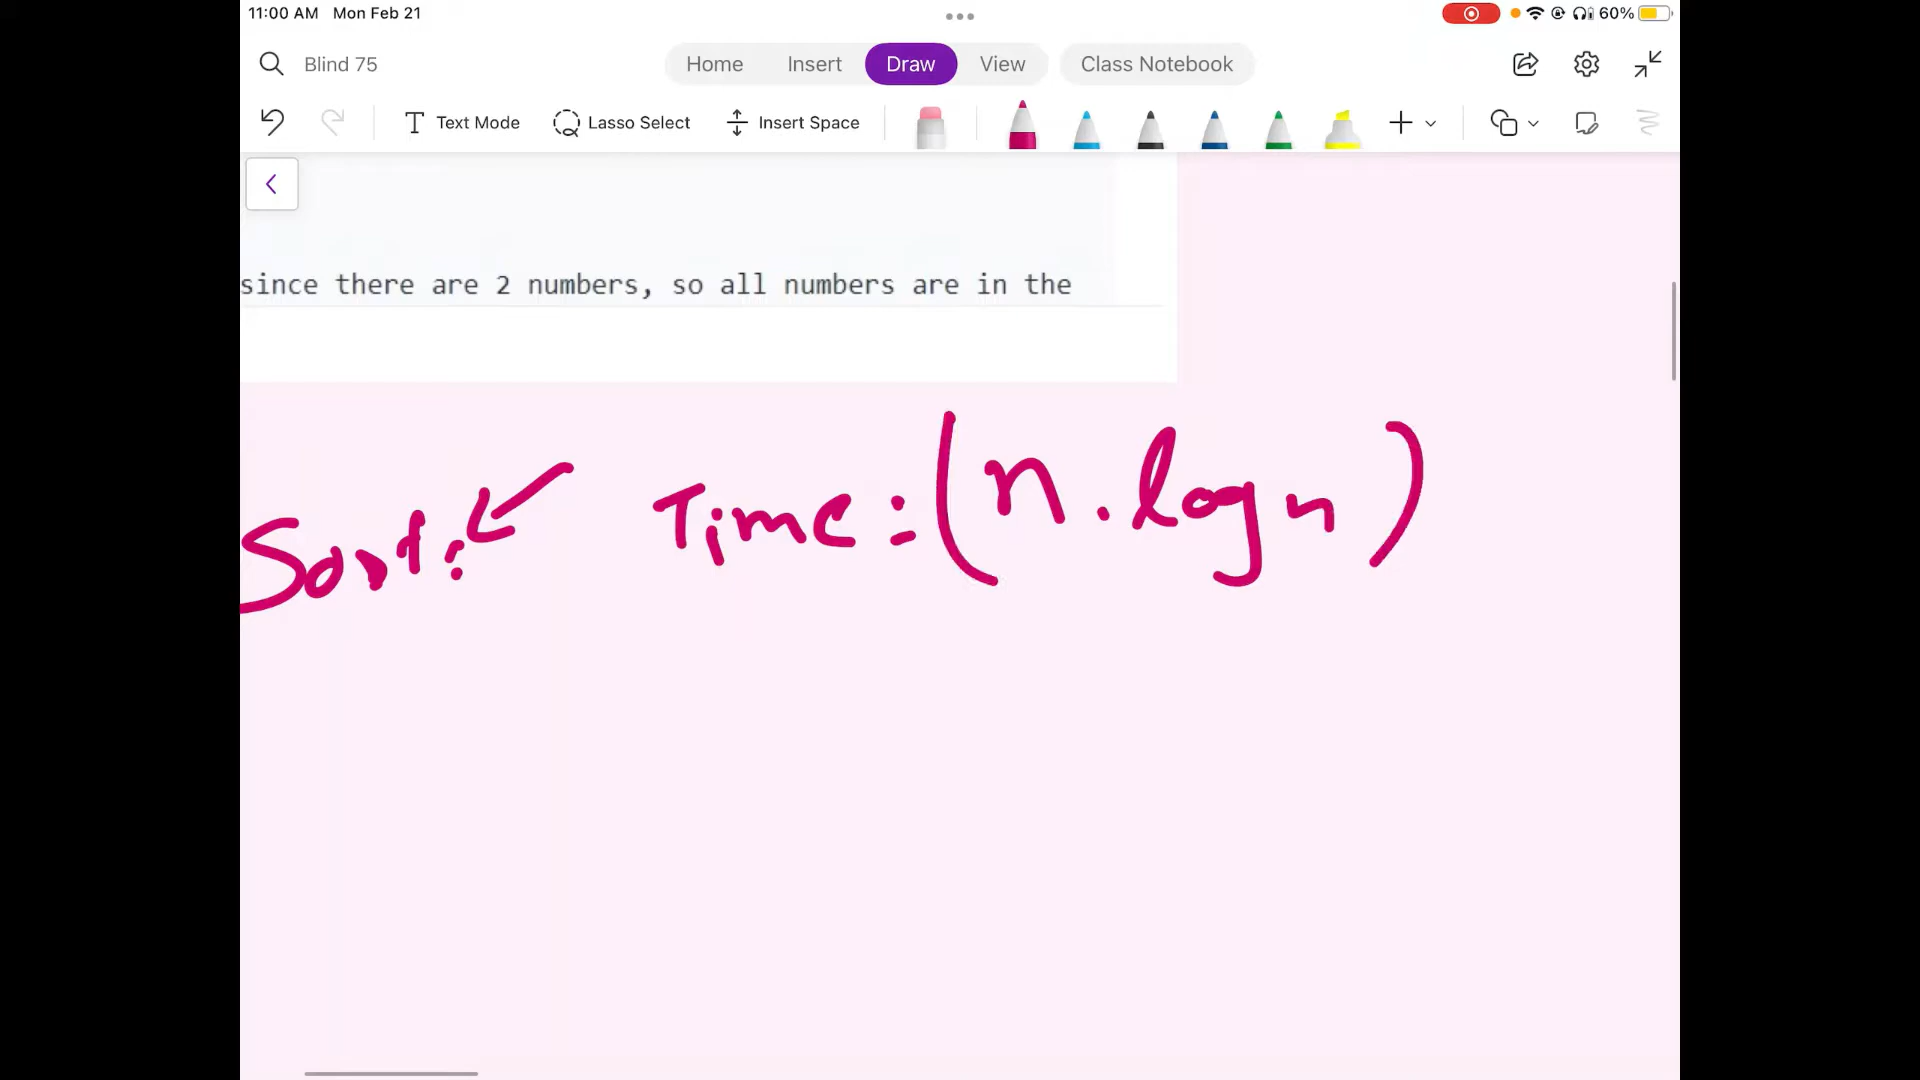 11:00 AM Mon Feb 21
60%
Blind 75
Home Insert Draw View Class Notebook
Text Mode Lasso Select Insert Space
since there are 2 numbers, so all numbers are in the
Sort: Time: (n.logn)